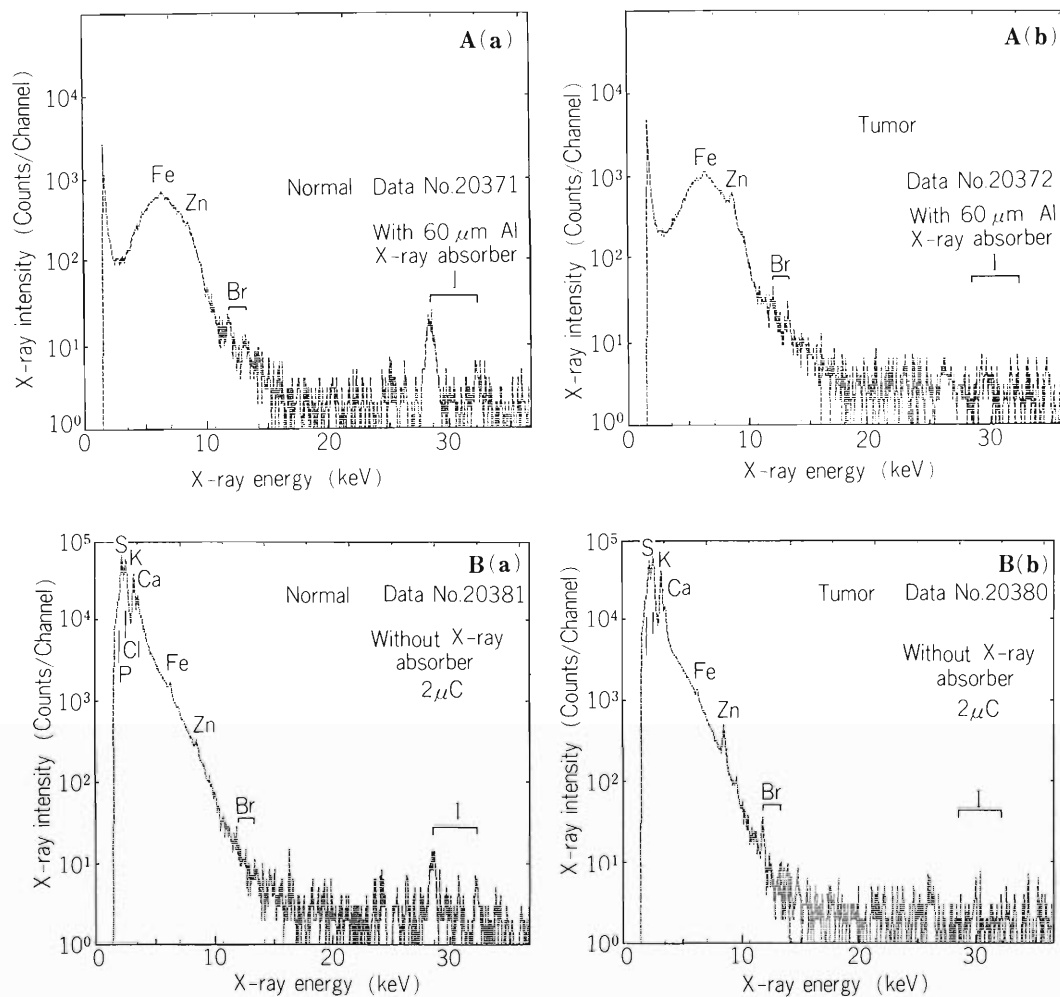 A(a)
X-ray intensity (Counts/Channel)
10⁴
10³
10²
10¹
10⁰
Fe
Zn
Br
I
Normal Data No.20371
With 60 μm Al
X-ray absorber
0 10 20 30
X-ray energy (keV)
A(b)
X-ray intensity (Counts/Channel)
10⁴
10³
10²
10¹
10⁰
Fe
Zn
Br
I
Tumor
Data No.20372
With 60 μm Al
X-ray absorber
0 10 20 30
X-ray energy (keV)
B(a)
X-ray intensity (Counts/Channel)
10⁵
10⁴
10³
10²
10¹
10⁰
S
K
Ca
Cl
P
Fe
Zn
Br
I
Normal Data No.20381
Without X-ray
absorber
2μC
0 10 20 30
X-ray energy (keV)
B(b)
X-ray intensity (Counts/Channel)
10⁵
10⁴
10³
10²
10¹
10⁰
S
K
Ca
Fe
Zn
Br
I
Tumor Data No.20380
Without X-ray
absorber
2μC
0 10 20 30
X-ray energy (keV)